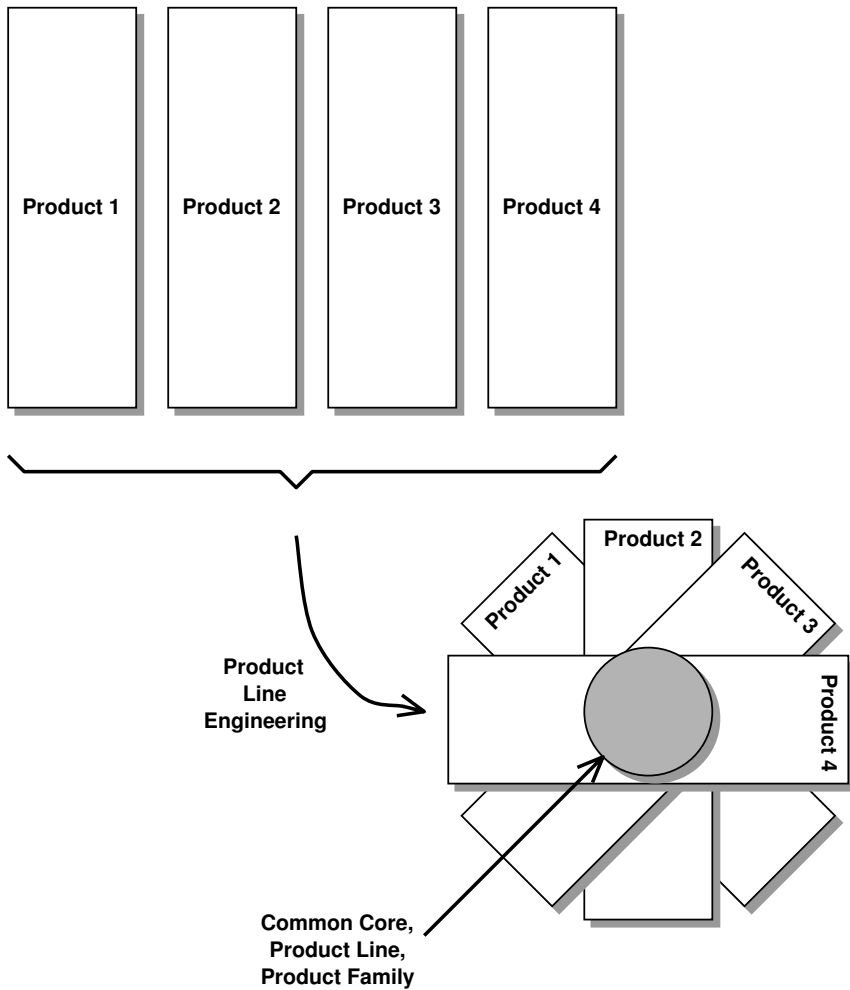 Product 1
Product 2
Product 3
Product 4
Product 1
Product 2
Product 3
Product 4
Product
Line
Engineering
Common Core,
Product Line,
Product Family